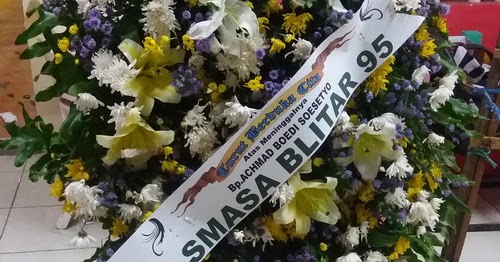 Turut Berduka Cita
Atas Meninggalnya
Bp.ACHMAD BOEDI SOESETYO
SMASA BLITAR 95